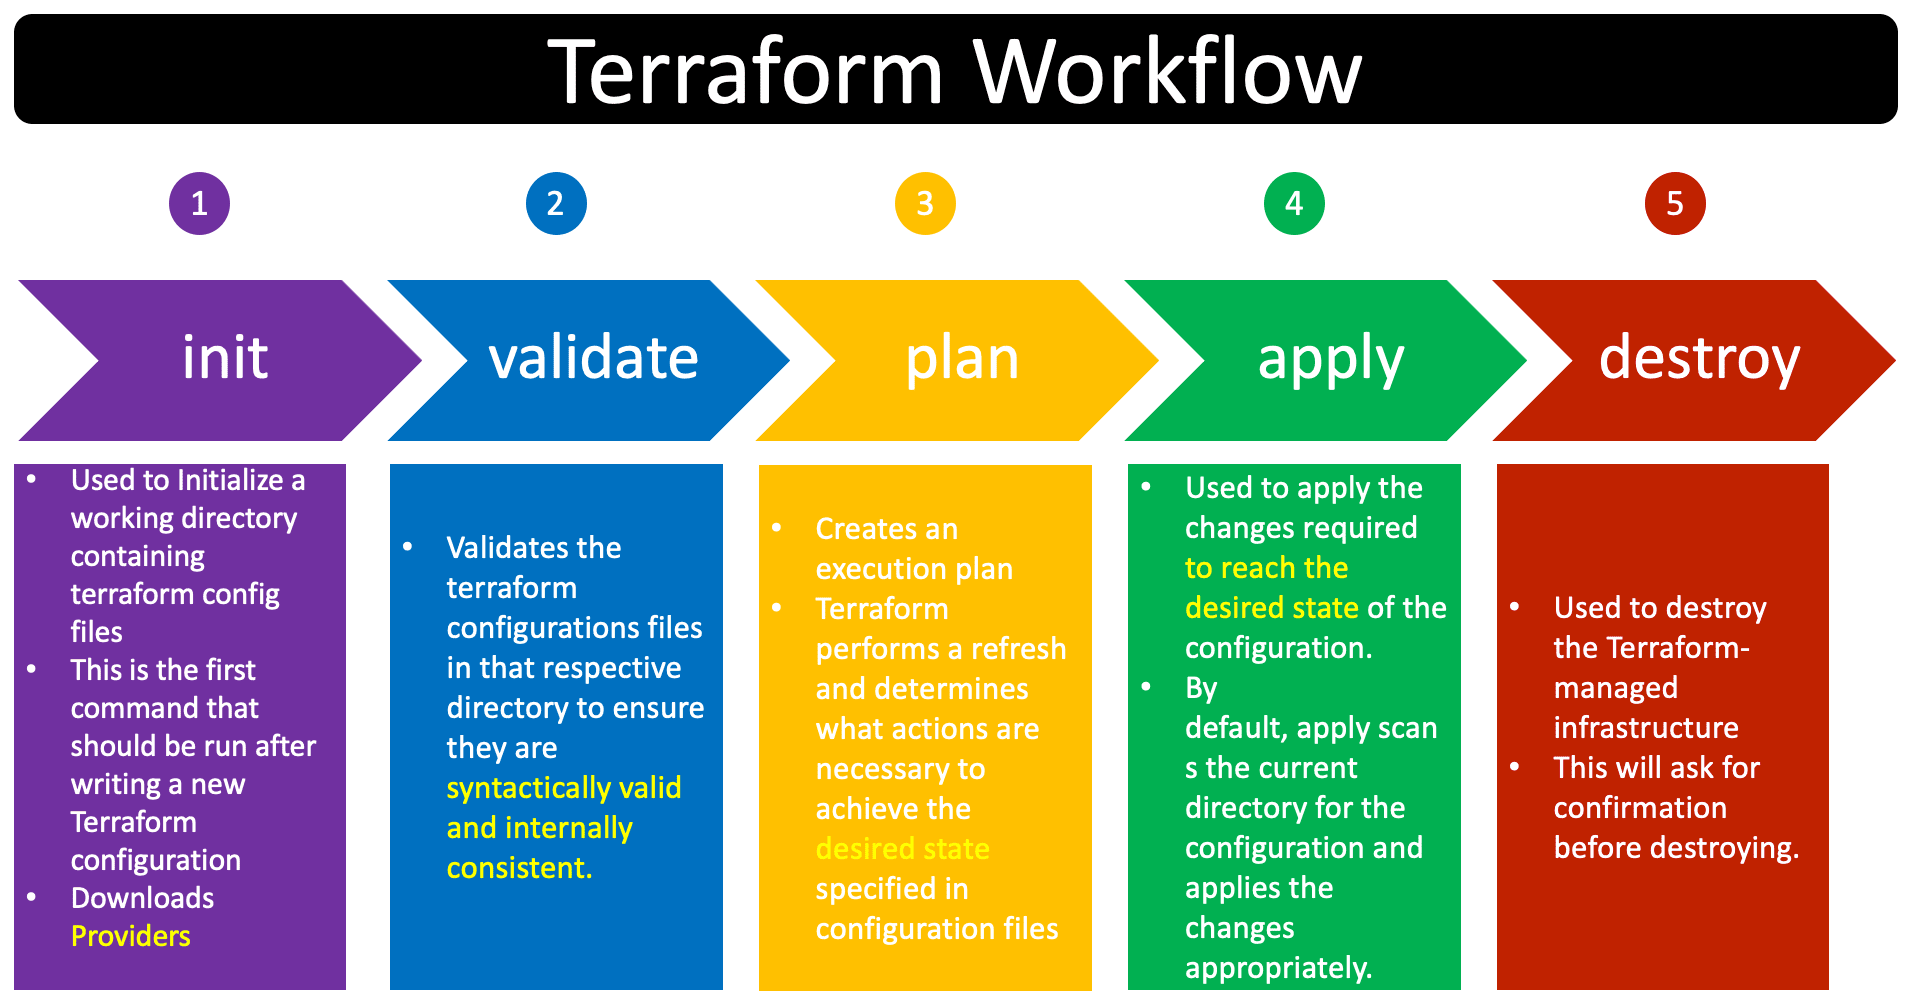 Terraform Workflow
1
2
3
4
5
init
validate
plan
apply
destroy
• Used to Initialize a
working directory
containing
terraform config
files
• This is the first
command that
should be run after
writing a new
Terraform
configuration
• Downloads
Providers
• Validates the
terraform
configurations files
in that respective
directory to ensure
they are
syntactically valid
and internally
consistent.
• Creates an
execution plan
• Terraform
performs a refresh
and determines
what actions are
necessary to
achieve the
desired state
specified in
configuration files
• Used to apply the
changes required
to reach the
desired state of the
configuration.
• By
default, apply scan
s the current
directory for the
configuration and
applies the
changes
appropriately.
• Used to destroy
the Terraform-
managed
infrastructure
• This will ask for
confirmation
before destroying.